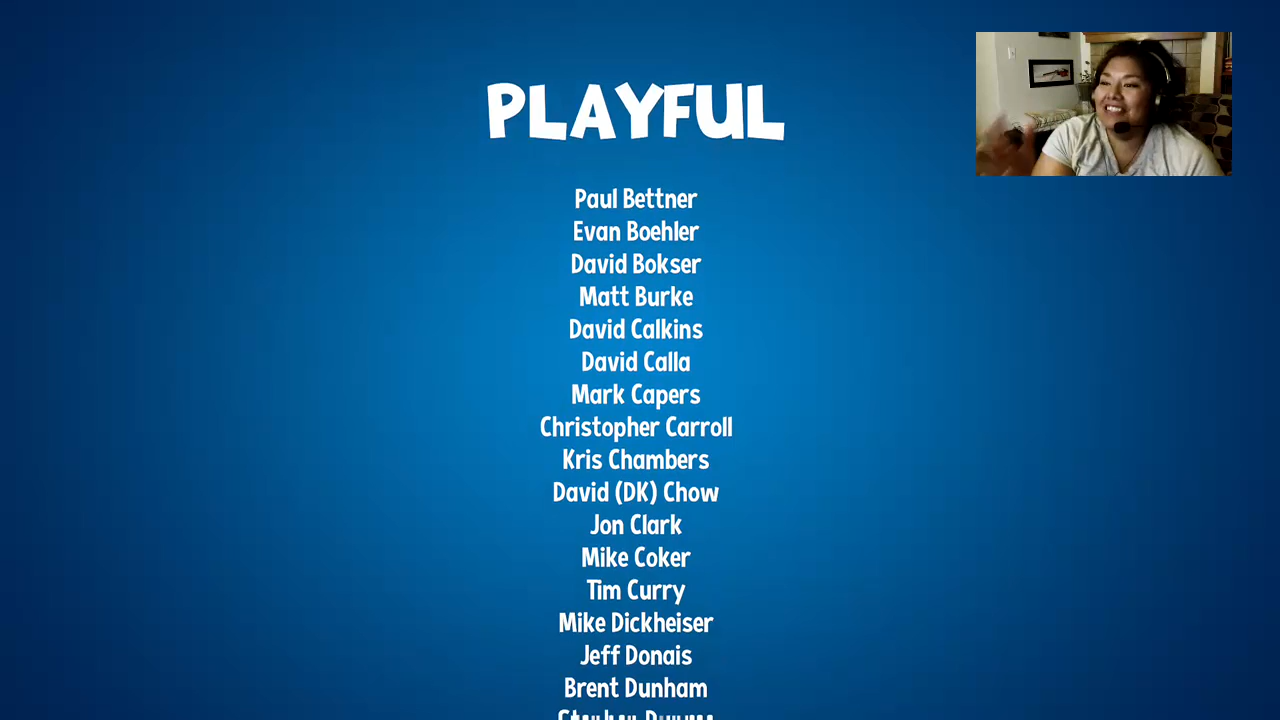 PLAYFUL
Paul Bettner
Evan Boehler
David Bokser
Matt Burke
David Calkins
David Calla
Mark Capers
Christopher Carroll
Kris Chambers
David (DK) Chow
Jon Clark
Mike Coker
Tim Curry
Mike Dickheiser
Jeff Donais
Brent Dunham